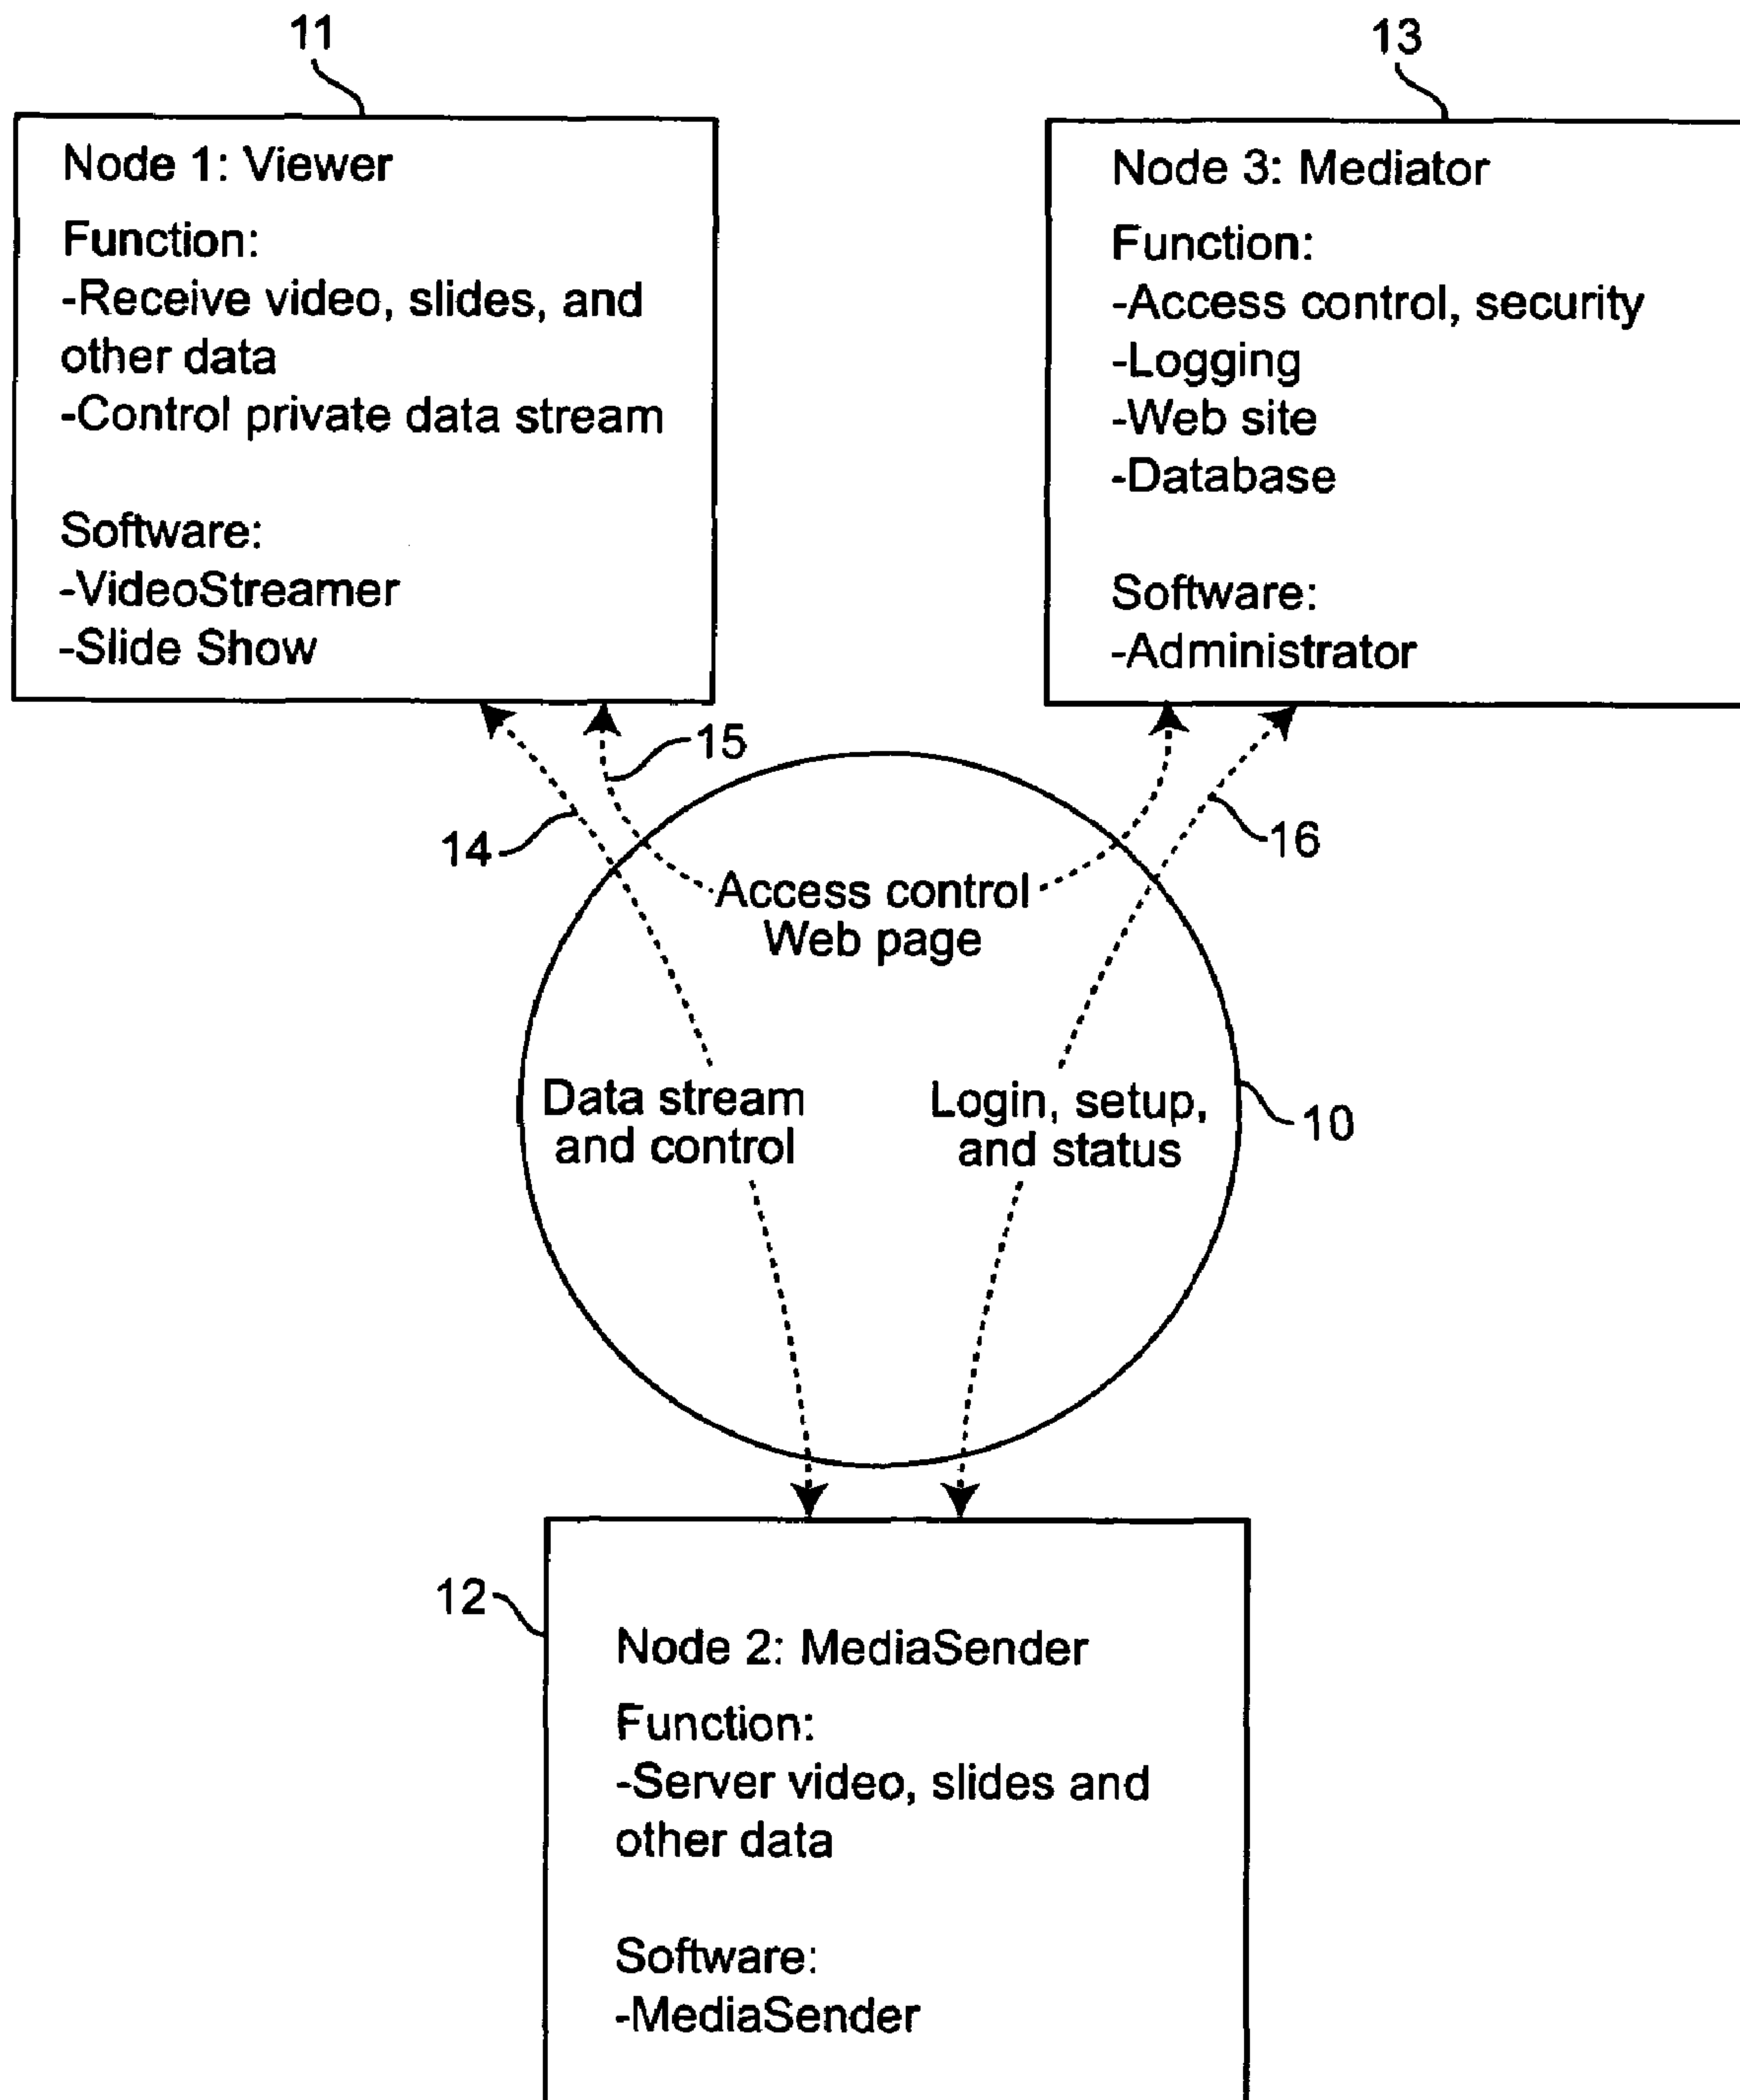 11
Node 1: Viewer
Function:
-Receive video, slides, and
other data
-Control private data stream
Software:
-VideoStreamer
-Slide Show
13
Node 3: Mediator
Function:
-Access control, security
-Logging
-Web site
-Database
Software:
-Administrator
15
14
16
Access control
Web page
Data stream
and control
Login, setup,
and status
10
12
Node 2: MediaSender
Function:
-Server video, slides and
other data
Software:
-MediaSender